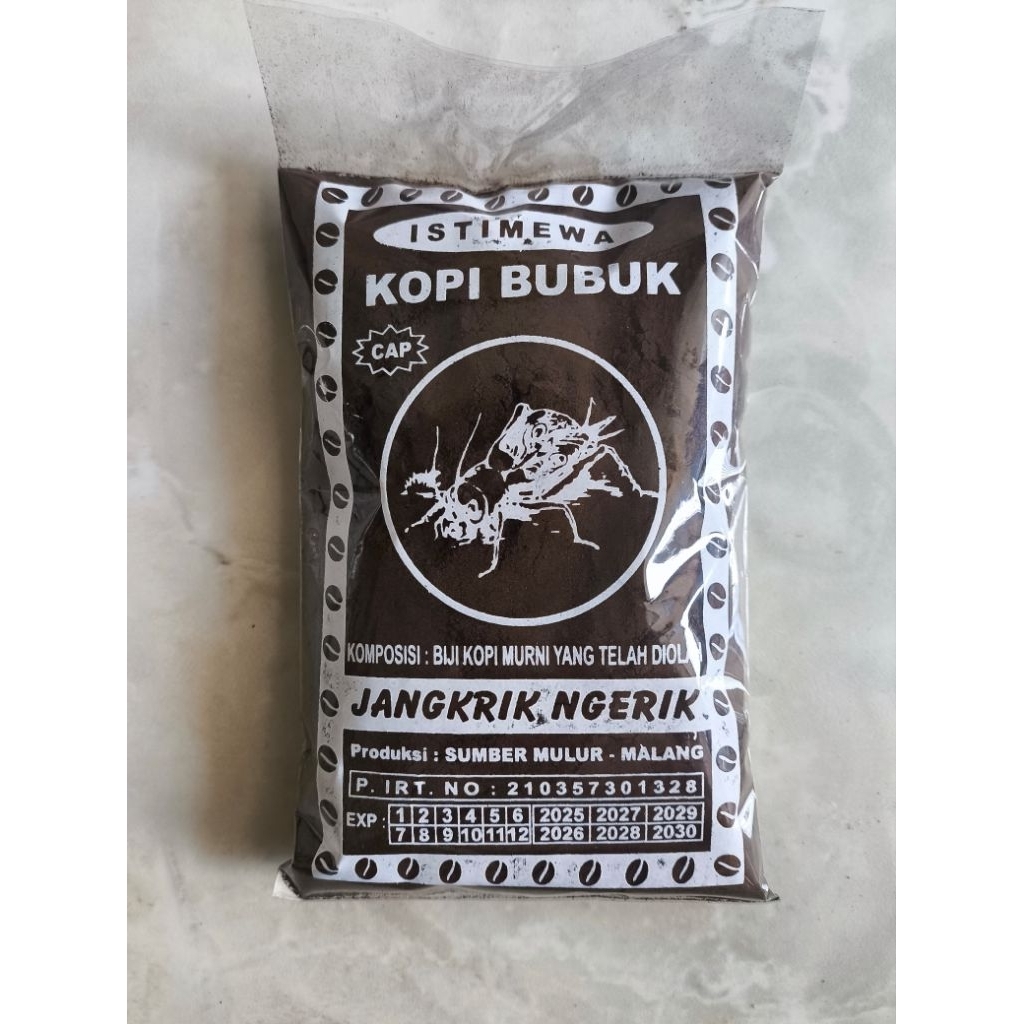 ISTIMEWA
KOPI BUBUK
CAP
KOMPOSISI : BIJI KOPI MURNI YANG TELAH DIOLA
JANGKRIK NGERIK
Produksi : SUMBER MULUR - MALANG
P. IRT. NO : 210357301328
EXP : 1 2 3 4 5 6 2025 2027 2029
7 8 9 10 11 12 2026 2028 2030